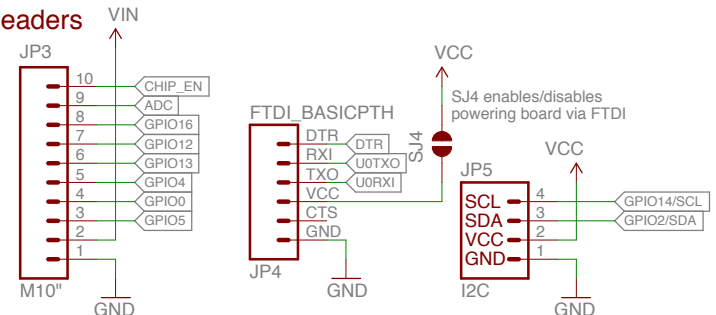 eaders
VIN
JP3
10 CHIP_EN
9 ADC
8 GPIO16
7 GPIO12
6 GPIO13
5 GPIO4
4 GPIO0
3 GPIO5
2
1
M10"
GND
FTDI_BASICPTH
DTR DTR
RXI U0TXO
TXO U0RXI
VCC
CTS
GND
JP4
GND
VCC
SJ4 enables/disables
powering board via FTDI
SJ4
VCC
JP5
SCL 4 GPIO14/SCL
SDA 3 GPIO2/SDA
VCC 2
GND 1
I2C
GND